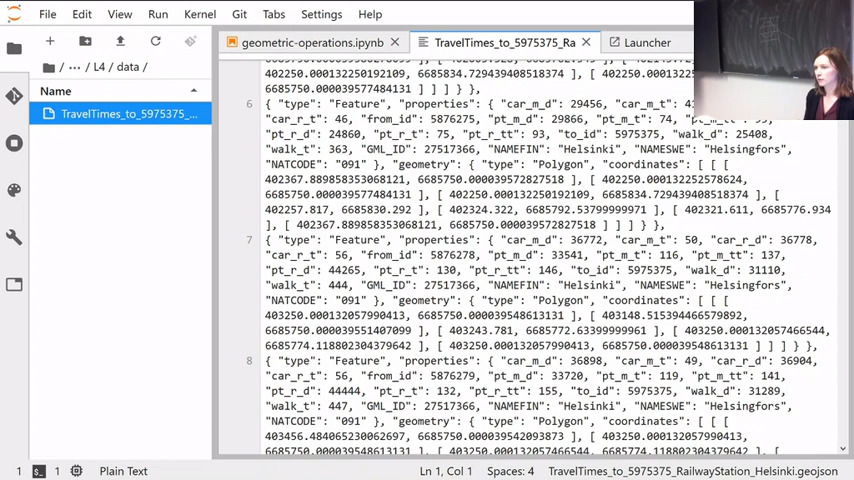 File Edit View Run Kernel Git Tabs Settings Help
geometric-operations.ipynb
TravelTimes_to_5975375_Ra
Launcher
/ ··· / L4 / data /
Name
TravelTimes_to_5975375_...
6685750.000039577484131 ] ] ] } },
402250.000132250192109, 6685834.729439408518374 ], [
6 { "type": "Feature", "properties": { "car_m_d": 29456, "car_m_t":
"car_r_t": 46, "from_id": 5876275, "pt_m_d": 29866, "pt_m_t": 74,
"pt_r_d": 24860, "pt_r_t": 75, "pt_r_tt": 93, "to_id": 5975375, "walk_d": 25408,
"walk_t": 363, "GML_ID": 27517366, "NAMEFIN": "Helsinki", "NAMESWE": "Helsingfors",
"NATCODE": "091" }, "geometry": { "type": "Polygon", "coordinates": [ [ [
402367.889858353068121, 6685750.000039572827518 ], [ 402250.000132252578624,
6685750.000039577484131 ], [ 402250.000132250192109, 6685834.729439408518374 ], [
402257.817, 6685830.292 ], [ 402324.322, 6685792.53799999971 ], [ 402321.611, 6685776.934
], [ 402367.889858353068121, 6685750.000039572827518 ] ] ] } },
7 { "type": "Feature", "properties": { "car_m_d": 36772, "car_m_t": 50, "car_r_d": 36778,
"car_r_t": 56, "from_id": 5876278, "pt_m_d": 33541, "pt_m_t": 116, "pt_m_tt": 137,
"pt_r_d": 44265, "pt_r_t": 130, "pt_r_tt": 146, "to_id": 5975375, "walk_d": 31110,
"walk_t": 444, "GML_ID": 27517366, "NAMEFIN": "Helsinki", "NAMESWE": "Helsingfors",
"NATCODE": "091" }, "geometry": { "type": "Polygon", "coordinates": [ [ [
403250.000132057990413, 6685750.000039548613131 ], [ 403148.515394466579892,
6685750.000039551407099 ], [ 403243.781, 6685772.63399999961 ], [ 403250.000132057466544,
6685774.118802304379642 ], [ 403250.000132057990413, 6685750.000039548613131 ] ] ] } },
8 { "type": "Feature", "properties": { "car_m_d": 36898, "car_m_t": 49, "car_r_d": 36904,
"car_r_t": 56, "from_id": 5876279, "pt_m_d": 33720, "pt_m_t": 119, "pt_m_tt": 141,
"pt_r_d": 44444, "pt_r_t": 132, "pt_r_tt": 155, "to_id": 5975375, "walk_d": 31289,
"walk_t": 447, "GML_ID": 27517366, "NAMEFIN": "Helsinki", "NAMESWE": "Helsingfors",
"NATCODE": "091" }, "geometry": { "type": "Polygon", "coordinates": [ [ [
403456.484065230062697, 6685750.000039542093873 ], [ 403250.000132057990413,
6685750.000039548613131 ], [ 403250.000132057466544, 6685774.118802304379642 ], [
1 1 Plain Text Ln 1, Col 1 Spaces: 4 TravelTimes_to_5975375_RailwayStation_Helsinki.geojson